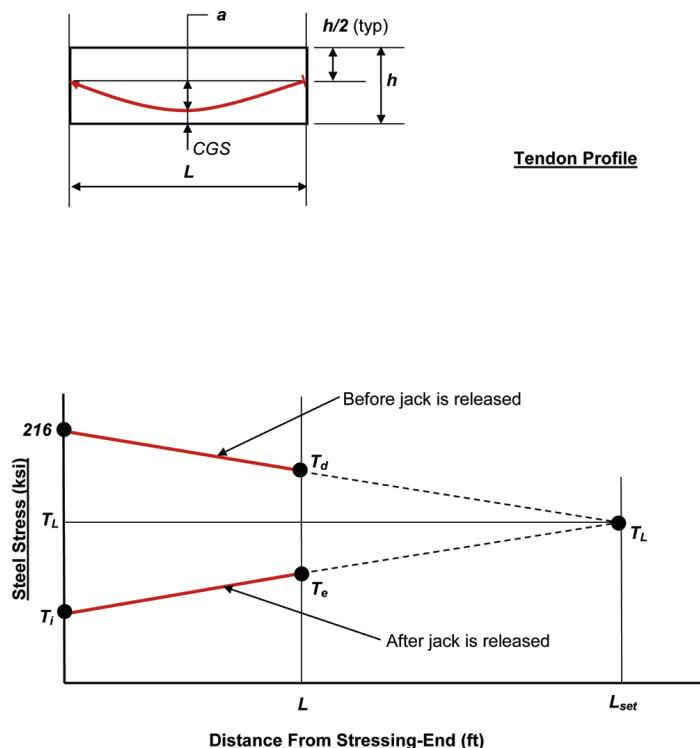 a
h/2 (typ)
h
CGS
L
Tendon Profile
Before jack is released
216
Td
Steel Stress (ksi)
TL
TL
Te
Ti
After jack is released
L
Lset
Distance From Stressing-End (ft)